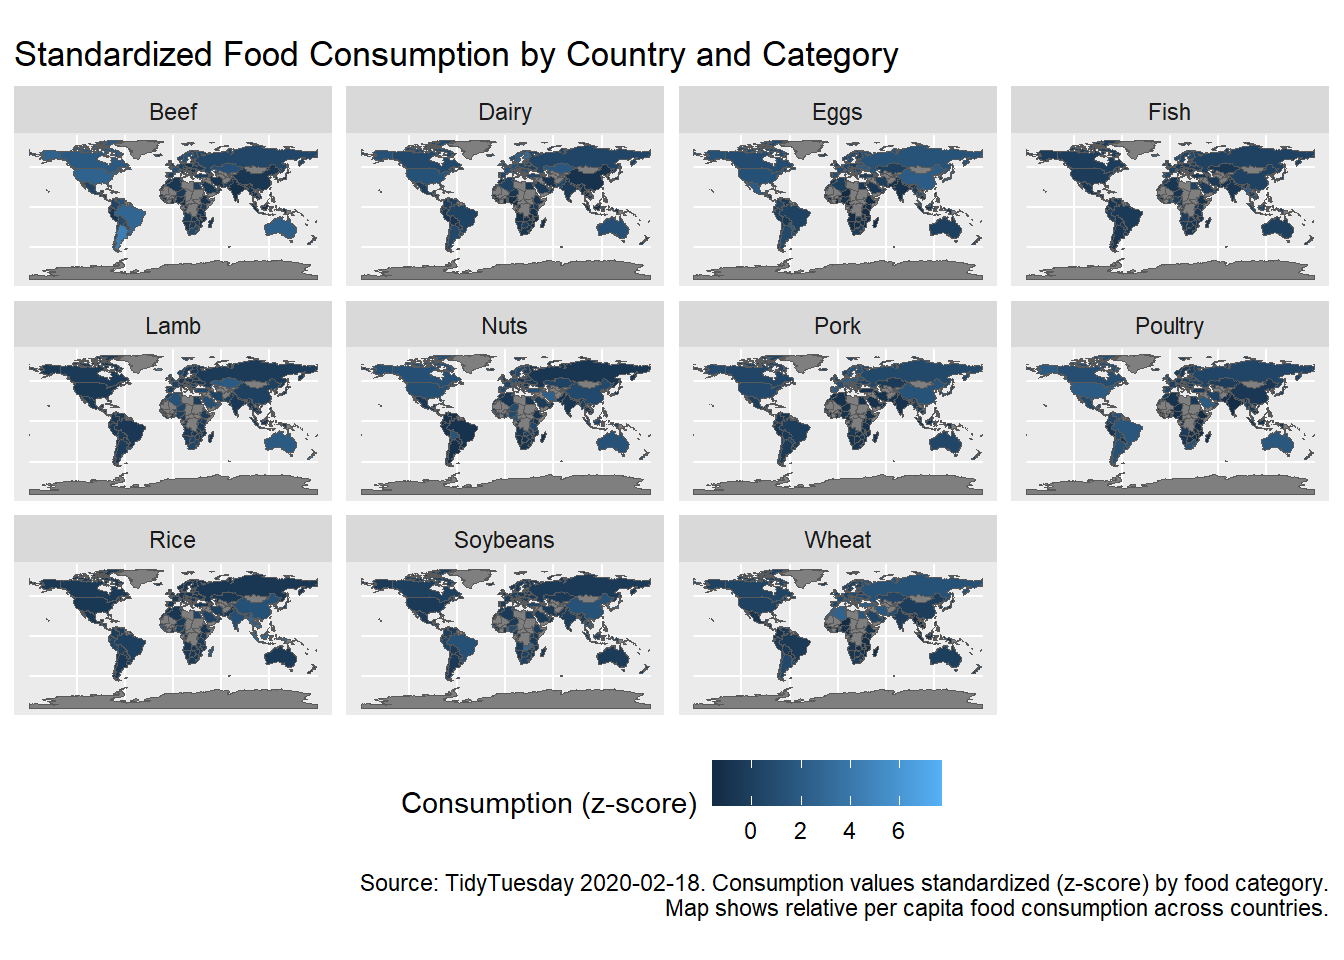 Standardized Food Consumption by Country and Category
Beef
Dairy
Eggs
Fish
Lamb
Nuts
Pork
Poultry
Rice
Soybeans
Wheat
Consumption (z-score)
0 2 4 6
Source: TidyTuesday 2020-02-18. Consumption values standardized (z-score) by food category.
Map shows relative per capita food consumption across countries.